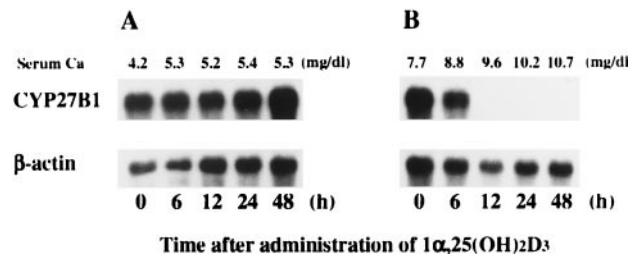 A B
Serum Ca 4.2 5.3 5.2 5.4 5.3 (mg/dl) 7.7 8.8 9.6 10.2 10.7 (mg/dl
CYP27B1
β-actin
0 6 12 24 48 (h) 0 6 12 24 48 (h)
Time after administration of 1α,25(OH)2D3